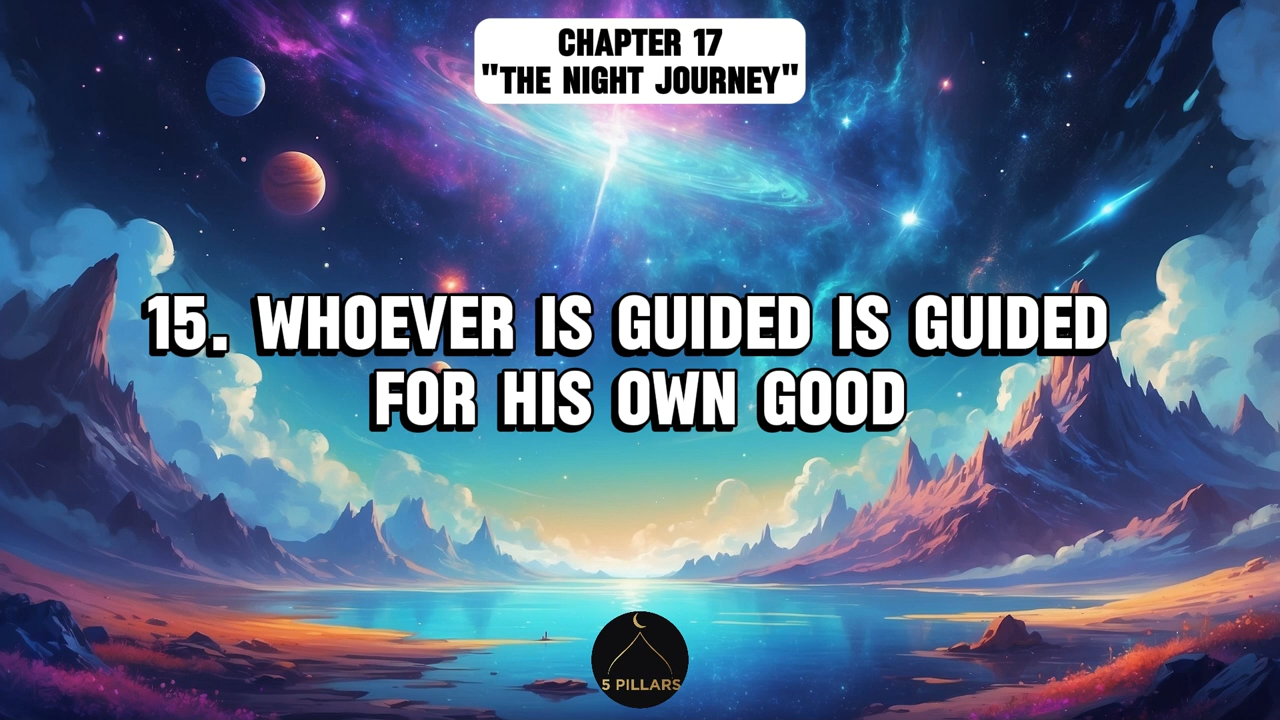 CHAPTER 17
"THE NIGHT JOURNEY"
15. WHOEVER IS GUIDED IS GUIDED
FOR HIS OWN GOOD
5 PILLARS